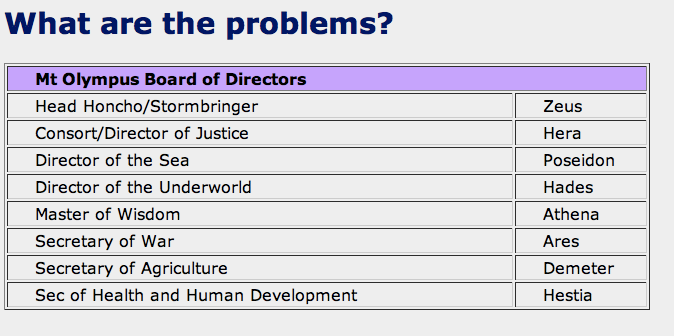 What are the problems?
Mt Olympus Board of Directors
Head Honcho/Stormbringer Zeus
Consort/Director of Justice Hera
Director of the Sea Poseidon
Director of the Underworld Hades
Master of Wisdom Athena
Secretary of War Ares
Secretary of Agriculture Demeter
Sec of Health and Human Development Hestia